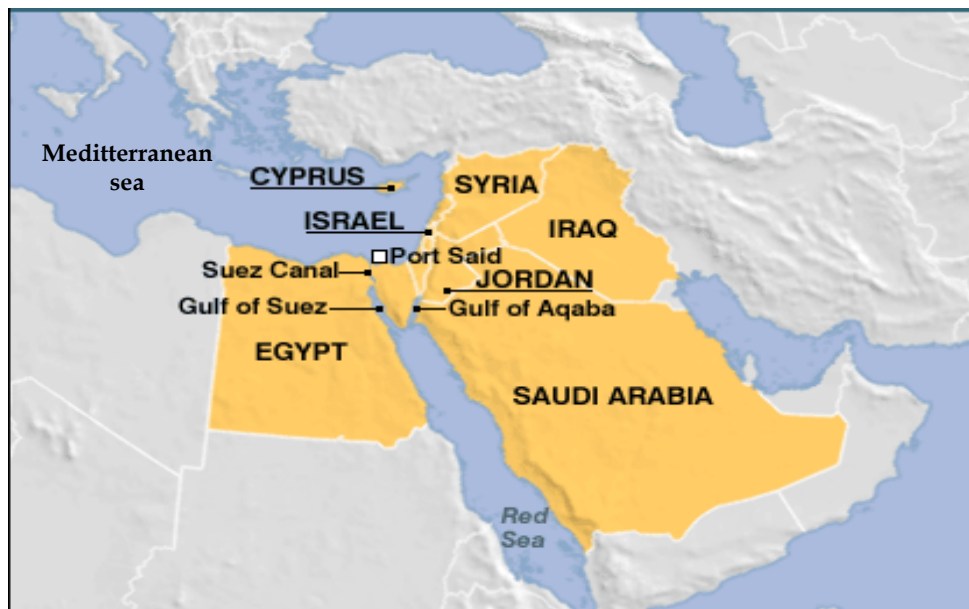 Meditterranean
sea
CYPRUS
SYRIA
ISRAEL
IRAQ
Port Said
Suez Canal
JORDAN
Gulf of Suez
Gulf of Aqaba
EGYPT
SAUDI ARABIA
Red
Sea